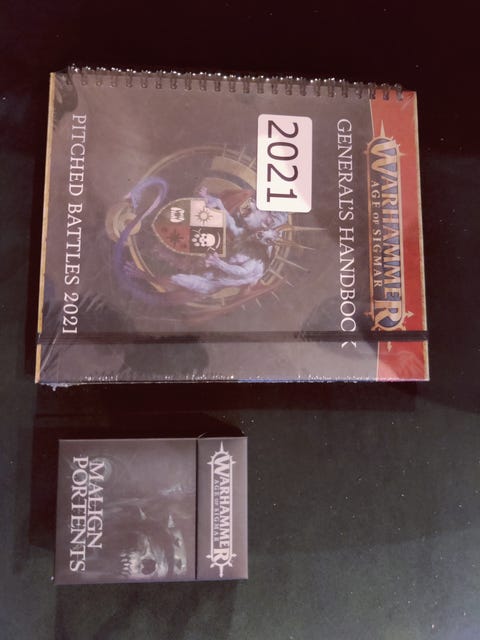 WARHAMMER
AGE OF SIGMAR
GENERAL'S HANDBOOK
2021
PITCHED BATTLES 2021
WARHAMMER
AGE OF SIGMAR
MALIGN
PORTENTS